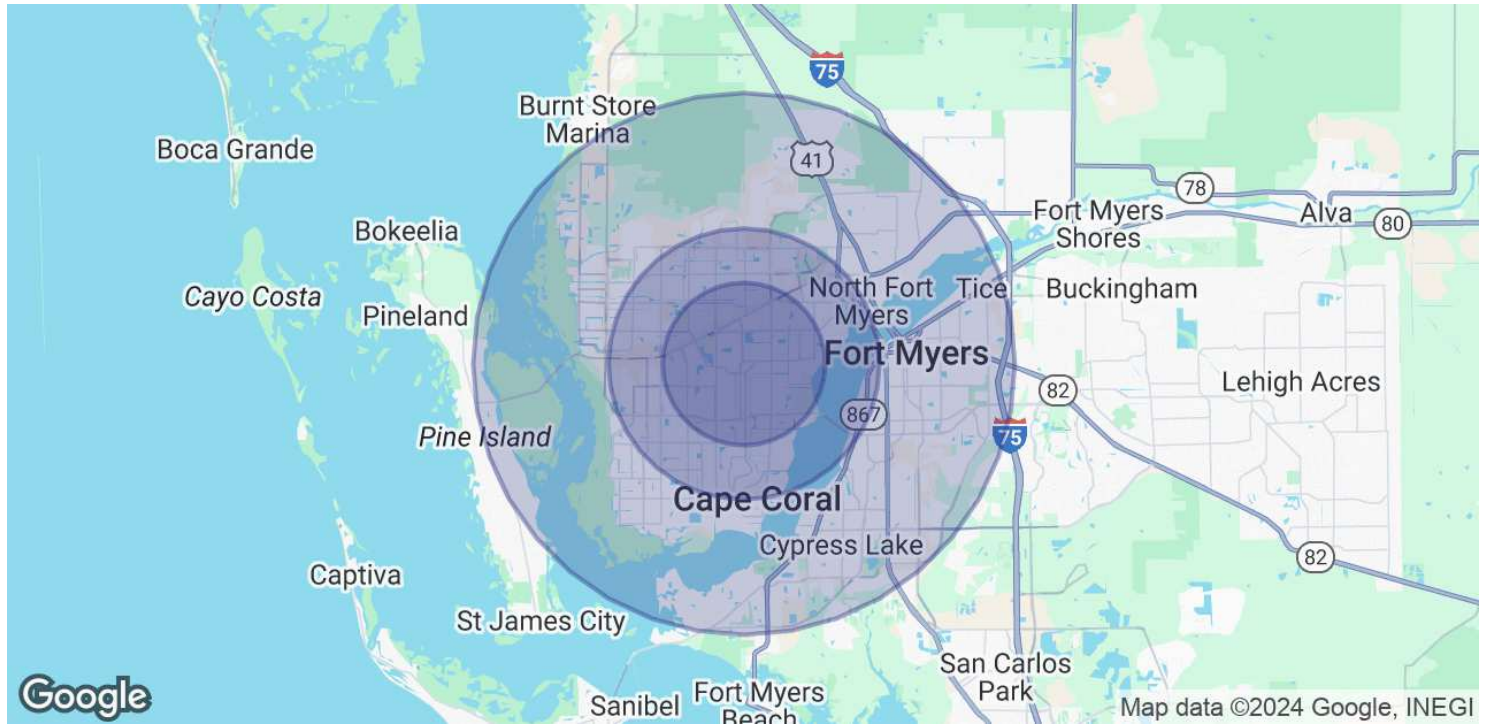 75
Burnt Store
Marina
Boca Grande
41
78
Fort Myers
Shores
Alva
80
Bokeelia
Cayo Costa
North Fort
Myers
Tice
Buckingham
Pineland
Fort Myers
82
Lehigh Acres
867
Pine Island
75
Cape Coral
Cypress Lake
82
Captiva
St James City
San Carlos
Park
Google
Sanibel
Fort Myers
Beach
Map data ©2024 Google, INEGI